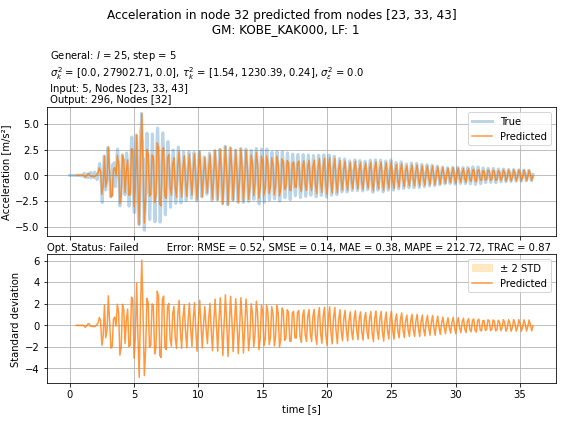 Acceleration in node 32 predicted from nodes [23, 33, 43]
GM: KOBE_KAK000, LF: 1
General: l = 25, step = 5
σ²ₖ = [0.0, 27902.71, 0.0], τ²ₖ = [1.54, 1230.39, 0.24], σ²ε = 0.0
Input: 5, Nodes [23, 33, 43]
Output: 296, Nodes [32]
Acceleration [m/s²]
5.0
2.5
0.0
−2.5
−5.0
True
Predicted
Opt. Status: Failed
Error: RMSE = 0.52, SMSE = 0.14, MAE = 0.38, MAPE = 212.72, TRAC = 0.87
Standard deviation
6
4
2
0
−2
−4
± 2 STD
Predicted
0 5 10 15 20 25 30 35
time [s]